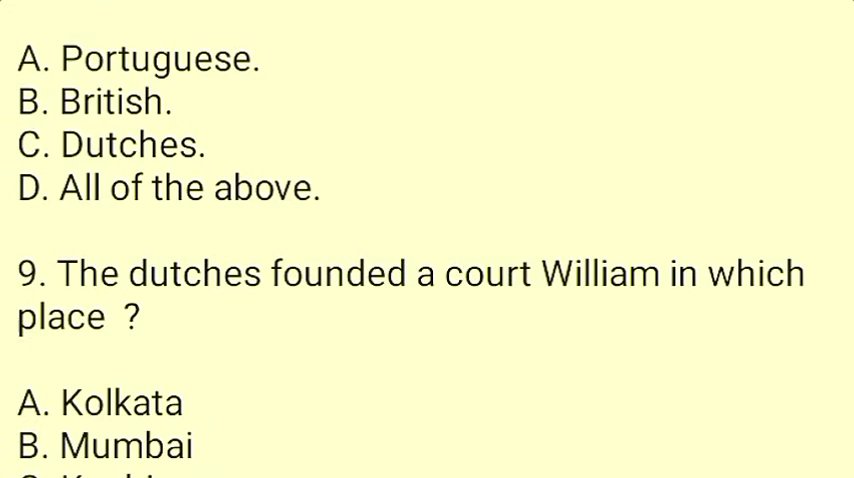 A. Portuguese.
B. British.
C. Dutches.
D. All of the above.
9. The dutches founded a court William in which
place ?
A. Kolkata
B. Mumbai